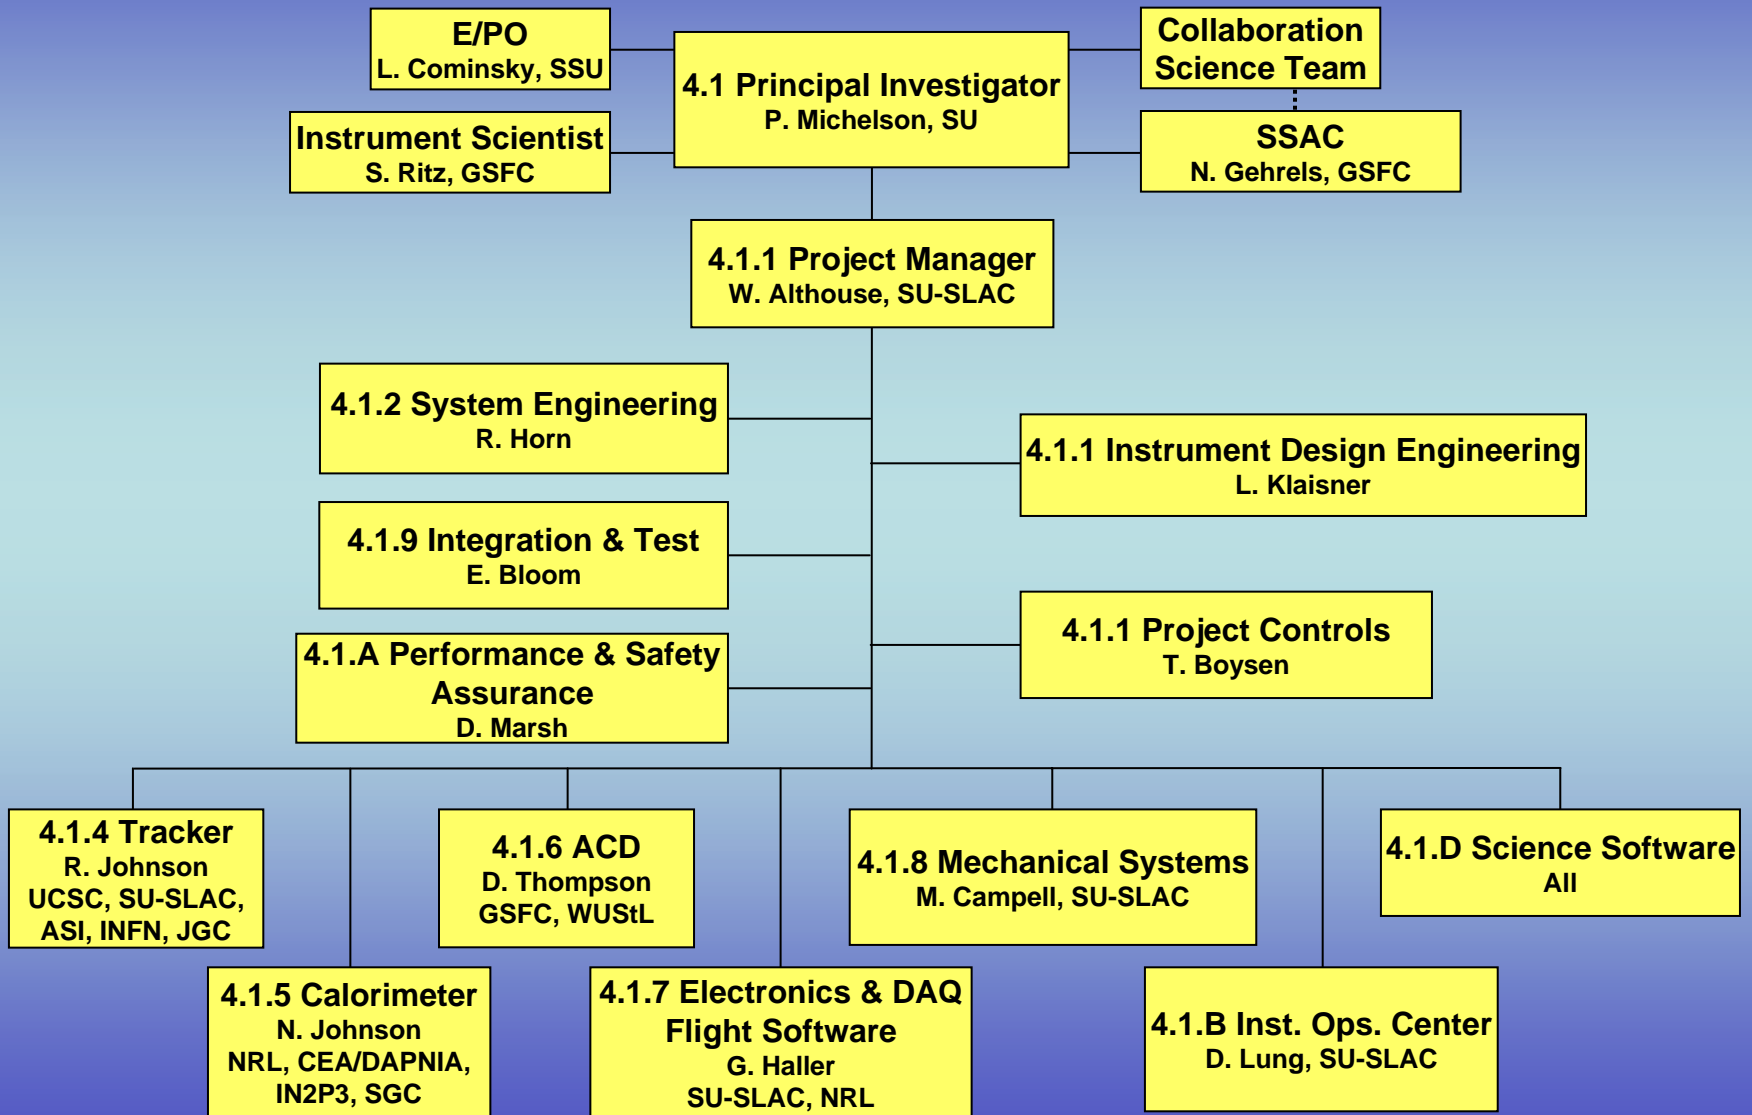 E/PO
L. Cominsky, SSU
4.1 Principal Investigator
P. Michelson, SU
Collaboration
Science Team
Instrument Scientist
S. Ritz, GSFC
SSAC
N. Gehrels, GSFC
4.1.1 Project Manager
W. Althouse, SU-SLAC
4.1.2 System Engineering
R. Horn
4.1.1 Instrument Design Engineering
L. Klaisner
4.1.9 Integration & Test
E. Bloom
4.1.1 Project Controls
T. Boysen
4.1.A Performance & Safety
Assurance
D. Marsh
4.1.4 Tracker
R. Johnson
UCSC, SU-SLAC,
ASI, INFN, JGC
4.1.6 ACD
D. Thompson
GSFC, WUStL
4.1.8 Mechanical Systems
M. Campell, SU-SLAC
4.1.D Science Software
All
4.1.5 Calorimeter
N. Johnson
NRL, CEA/DAPNIA,
IN2P3, SGC
4.1.7 Electronics & DAQ
Flight Software
G. Haller
SU-SLAC, NRL
4.1.B Inst. Ops. Center
D. Lung, SU-SLAC